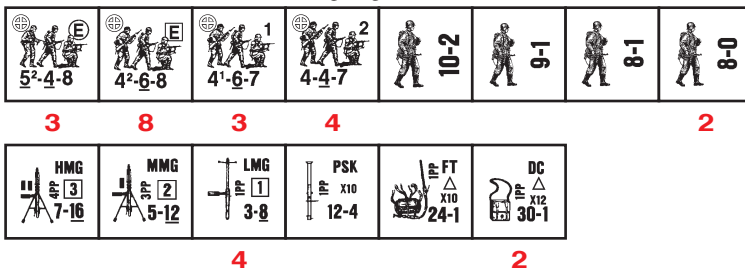 E E 1 2
5²-4-8 4²-6-8 4¹-6-7 4-4-7 10-2 9-1 8-1 8-0
3 8 3 4 2
HMG MMG LMG PSK FT DC
4PP 3 3PP 2 1PP 1 1PP X10 1PP X10 1PP X12
7-16 5-12 3-8 12-4 24-1 30-1
4 2